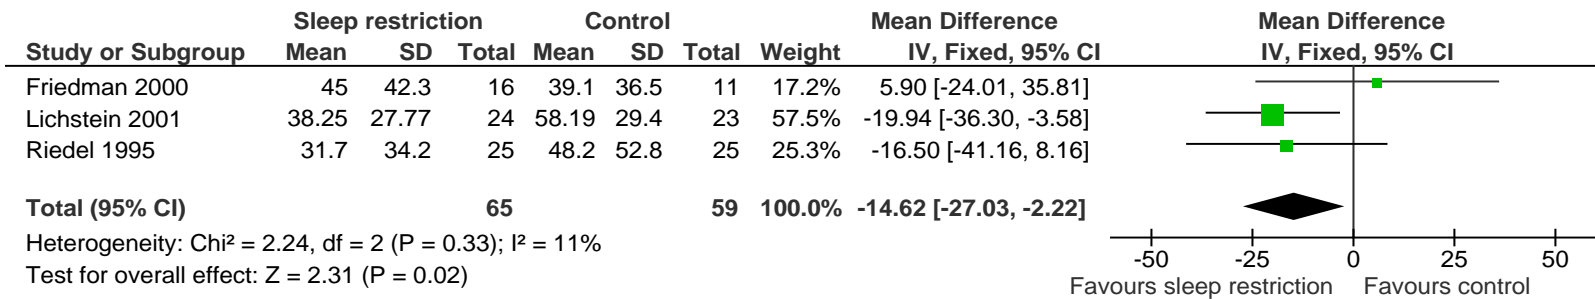 Sleep restriction Control Mean Difference Mean Difference
Study or Subgroup Mean SD Total Mean SD Total Weight IV, Fixed, 95% CI IV, Fixed, 95% CI
Friedman 2000 45 42.3 16 39.1 36.5 11 17.2% 5.90 [-24.01, 35.81]
Lichstein 2001 38.25 27.77 24 58.19 29.4 23 57.5% -19.94 [-36.30, -3.58]
Riedel 1995 31.7 34.2 25 48.2 52.8 25 25.3% -16.50 [-41.16, 8.16]
Total (95% CI) 65 59 100.0% -14.62 [-27.03, -2.22]
Heterogeneity: Chi² = 2.24, df = 2 (P = 0.33); I² = 11%
Test for overall effect: Z = 2.31 (P = 0.02)
-50 -25 0 25 50
Favours sleep restriction Favours control